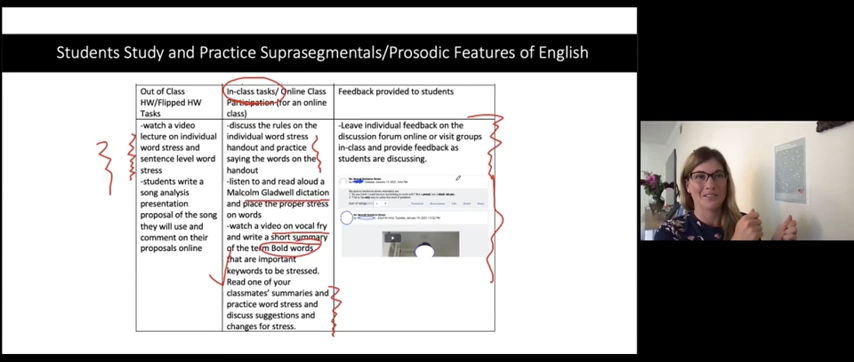 Students Study and Practice Suprasegmentals/Prosodic Features of English
Out of Class
HW/Flipped HW
Tasks
In-class tasks/ Online Class
Participation (for an online
class)
Feedback provided to students
-watch a video
lecture on individual
word stress and
sentence level word
stress
-students write a
song analysis
presentation
proposal of the song
they will use and
comment on their
proposals online
-discuss the rules on the
individual word stress
handout and practice
saying the words on the
handout
-listen to and read aloud a
Malcolm Gladwell dictation
and place the proper stress
on words
-watch a video on vocal fry
and write a short summary
of the term Bold words
that are important
keywords to be stressed.
Read one of your
classmates' summaries and
practice word stress and
discuss suggestions and
changes for stress.
-Leave individual feedback on the
discussion forum online or visit groups
in-class and provide feedback as
students are discussing.